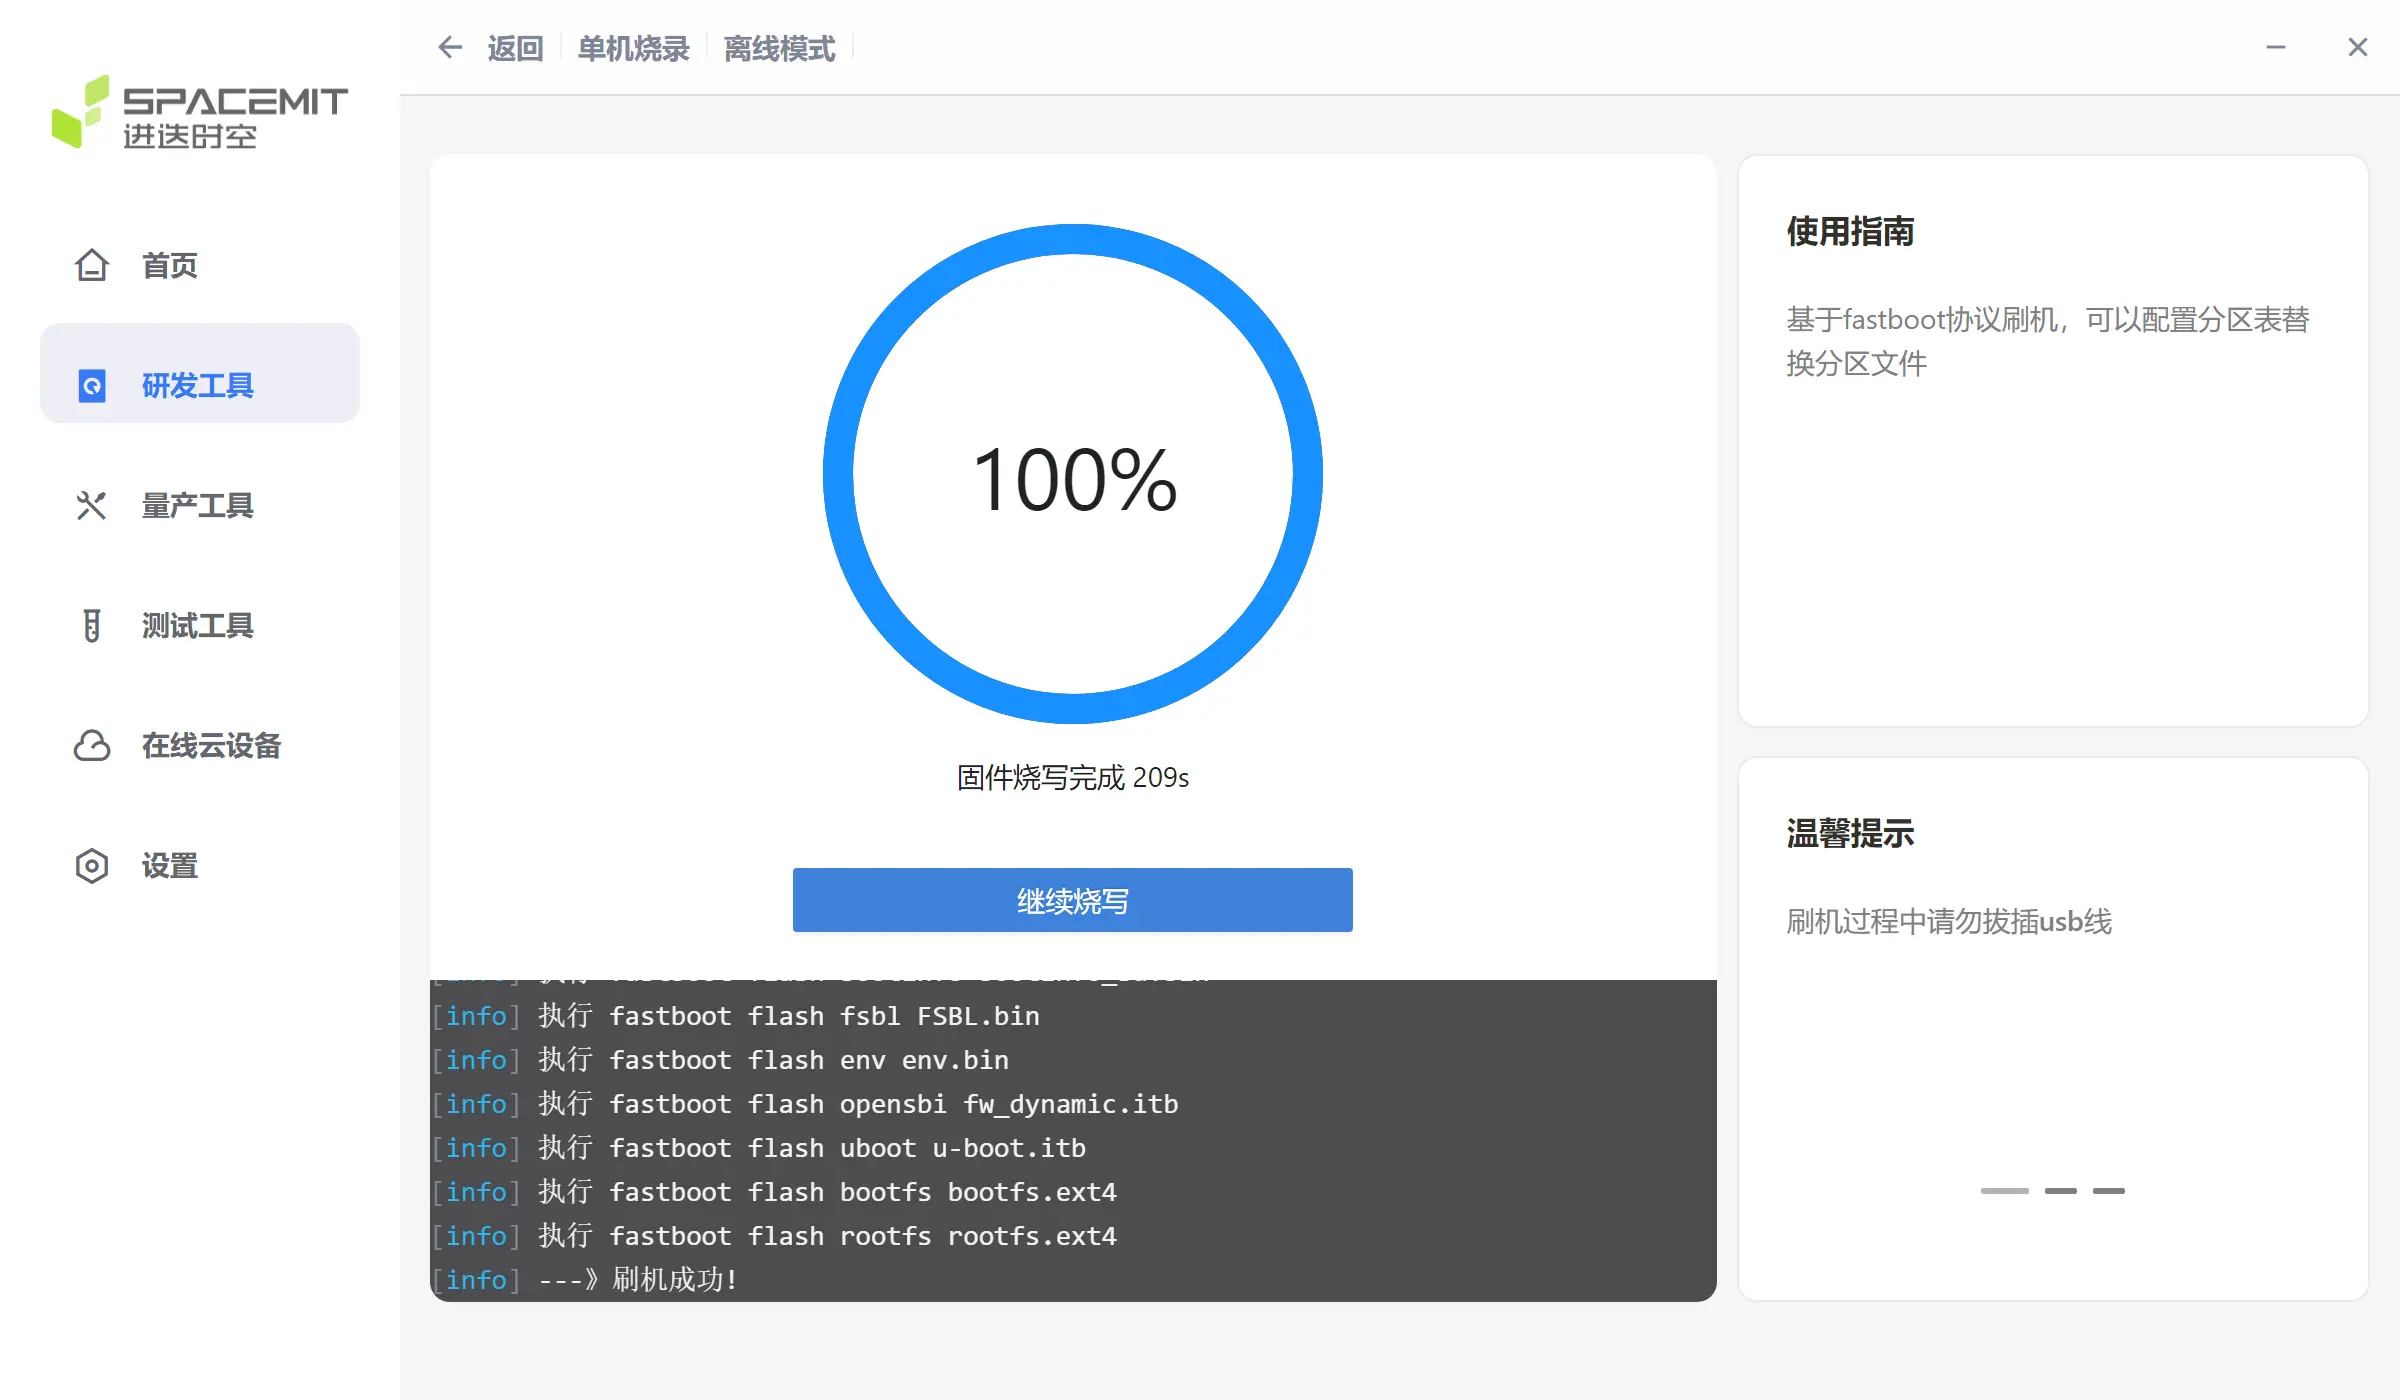 SPACEMIT
进迭时空
首页
研发工具
量产工具
测试工具
在线云设备
设置
返回
单机烧录
离线模式
100%
固件烧写完成 209s
继续烧写
[info] 执行 fastboot flash fsbl FSBL.bin
[info] 执行 fastboot flash env env.bin
[info] 执行 fastboot flash opensbi fw_dynamic.itb
[info] 执行 fastboot flash uboot u-boot.itb
[info] 执行 fastboot flash bootfs bootfs.ext4
[info] 执行 fastboot flash rootfs rootfs.ext4
[info] ---》刷机成功!
使用指南
基于fastboot协议刷机，可以配置分区表替
换分区文件
温馨提示
刷机过程中请勿拔插usb线